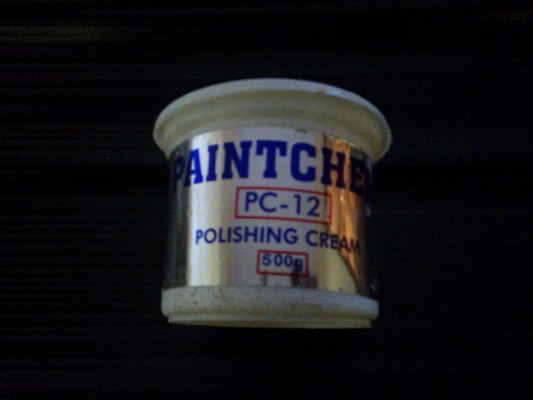 PAINTCHE
PC-12
POLISHING CREAM
500g